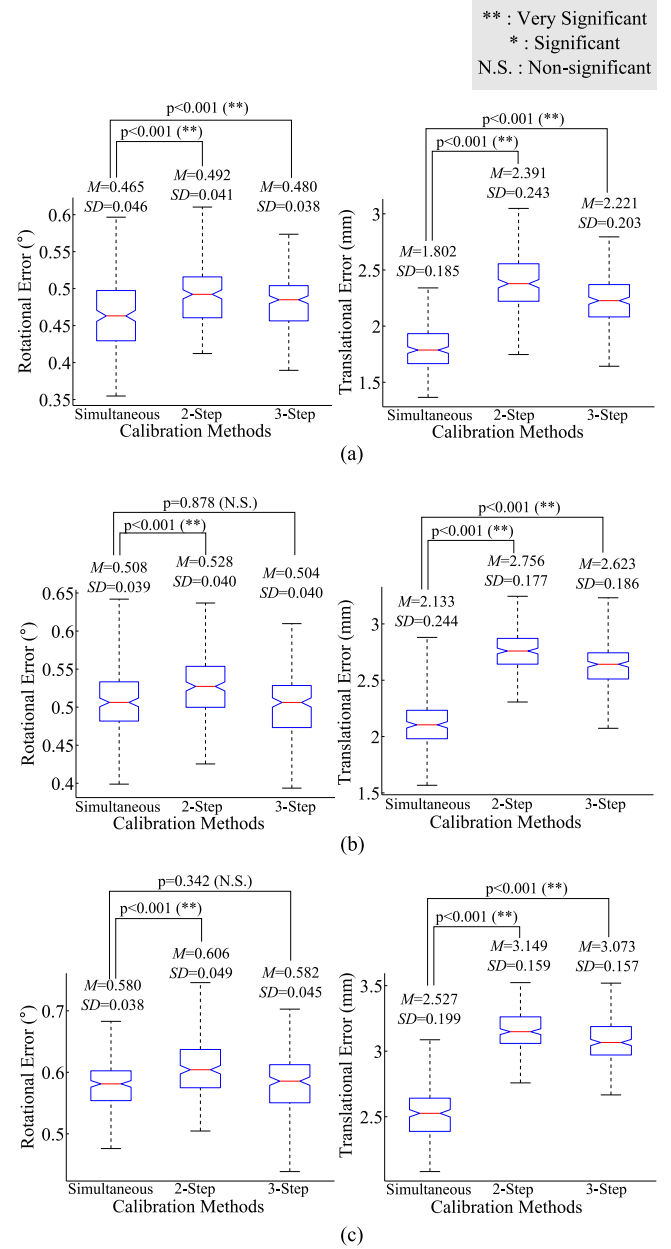 ** : Very Significant
* : Significant
N.S. : Non-significant
p<0.001 (**)
p<0.001 (**)
M=0.465
SD=0.046
M=0.492
SD=0.041
M=0.480
SD=0.038
Rotational Error (°)
0.6
0.55
0.5
0.45
0.4
0.35
Simultaneous 2-Step 3-Step
Calibration Methods
p<0.001 (**)
p<0.001 (**)
M=1.802
SD=0.185
M=2.391
SD=0.243
M=2.221
SD=0.203
Translational Error (mm)
3
2.5
2
1.5
Simultaneous 2-Step 3-Step
Calibration Methods
(a)
p=0.878 (N.S.)
p<0.001 (**)
M=0.508
SD=0.039
M=0.528
SD=0.040
M=0.504
SD=0.040
Rotational Error (°)
0.65
0.6
0.55
0.5
0.45
0.4
Simultaneous 2-Step 3-Step
Calibration Methods
p<0.001 (**)
p<0.001 (**)
M=2.133
SD=0.244
M=2.756
SD=0.177
M=2.623
SD=0.186
Translational Error (mm)
3
2.5
2
1.5
Simultaneous 2-Step 3-Step
Calibration Methods
(b)
p=0.342 (N.S.)
p<0.001 (**)
M=0.580
SD=0.038
M=0.606
SD=0.049
M=0.582
SD=0.045
Rotational Error (°)
0.7
0.6
0.5
Simultaneous 2-Step 3-Step
Calibration Methods
p<0.001 (**)
p<0.001 (**)
M=2.527
SD=0.199
M=3.149
SD=0.159
M=3.073
SD=0.157
Translational Error (mm)
3.5
3
2.5
Simultaneous 2-Step 3-Step
Calibration Methods
(c)